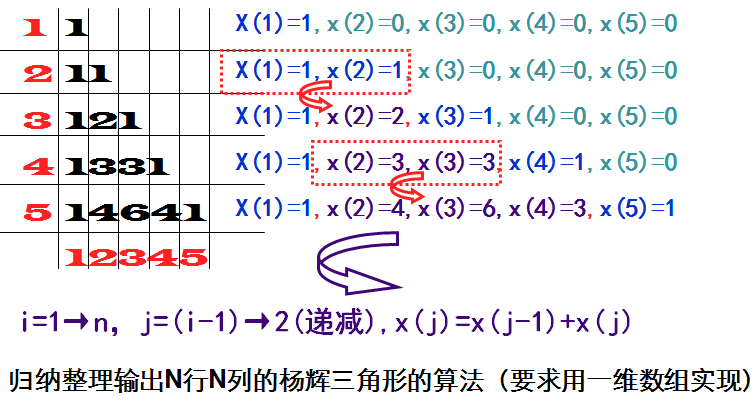 1 1 X(1)=1,x(2)=0,x(3)=0,x(4)=0,x(5)=0
2 11 X(1)=1,x(2)=1,x(3)=0,x(4)=0,x(5)=0
3 121 X(1)=1,x(2)=2,x(3)=1,x(4)=0,x(5)=0
4 1331 X(1)=1,x(2)=3,x(3)=3,x(4)=1,x(5)=0
5 14641 X(1)=1,x(2)=4,x(3)=6,x(4)=3,x(5)=1
12345
i=1→n, j=(i-1)→2(递减),x(j)=x(j-1)+x(j)
归纳整理输出N行N列的杨辉三角形的算法（要求用一维数组实现)